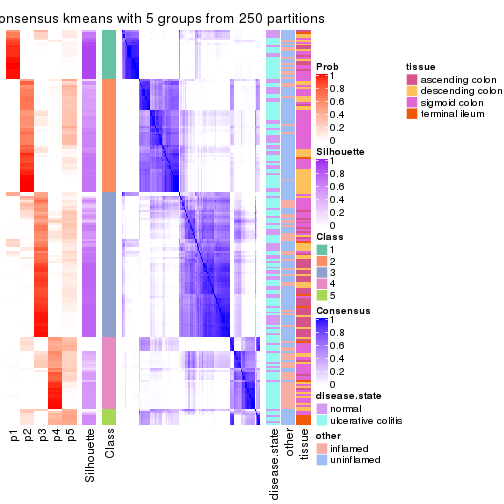 onsensus kmeans with 5 groups from 250 partitions
Prob
1
0.8
0.6
0.4
0.2
0
Silhouette
1
0.8
0.6
0.4
0.2
0
Class
1
2
3
4
5
Consensus
1
0.8
0.6
0.4
0.2
0
disease.state
normal
ulcerative colitis
other
inflamed
uninflamed
tissue
ascending colon
descending colon
sigmoid colon
terminal ileum
p1
p2
p3
p4
p5
Silhouette
Class
disease.state
other
tissue